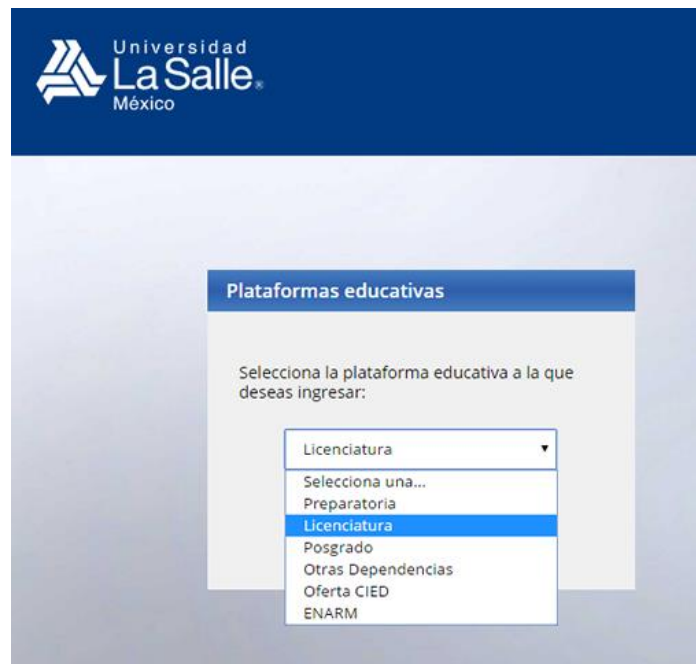 Universidad
La Salle®
México
Plataformas educativas
Selecciona la plataforma educativa a la que
deseas ingresar:
Licenciatura
Selecciona una...
Preparatoria
Licenciatura
Posgrado
Otras Dependencias
Oferta CIED
ENARM